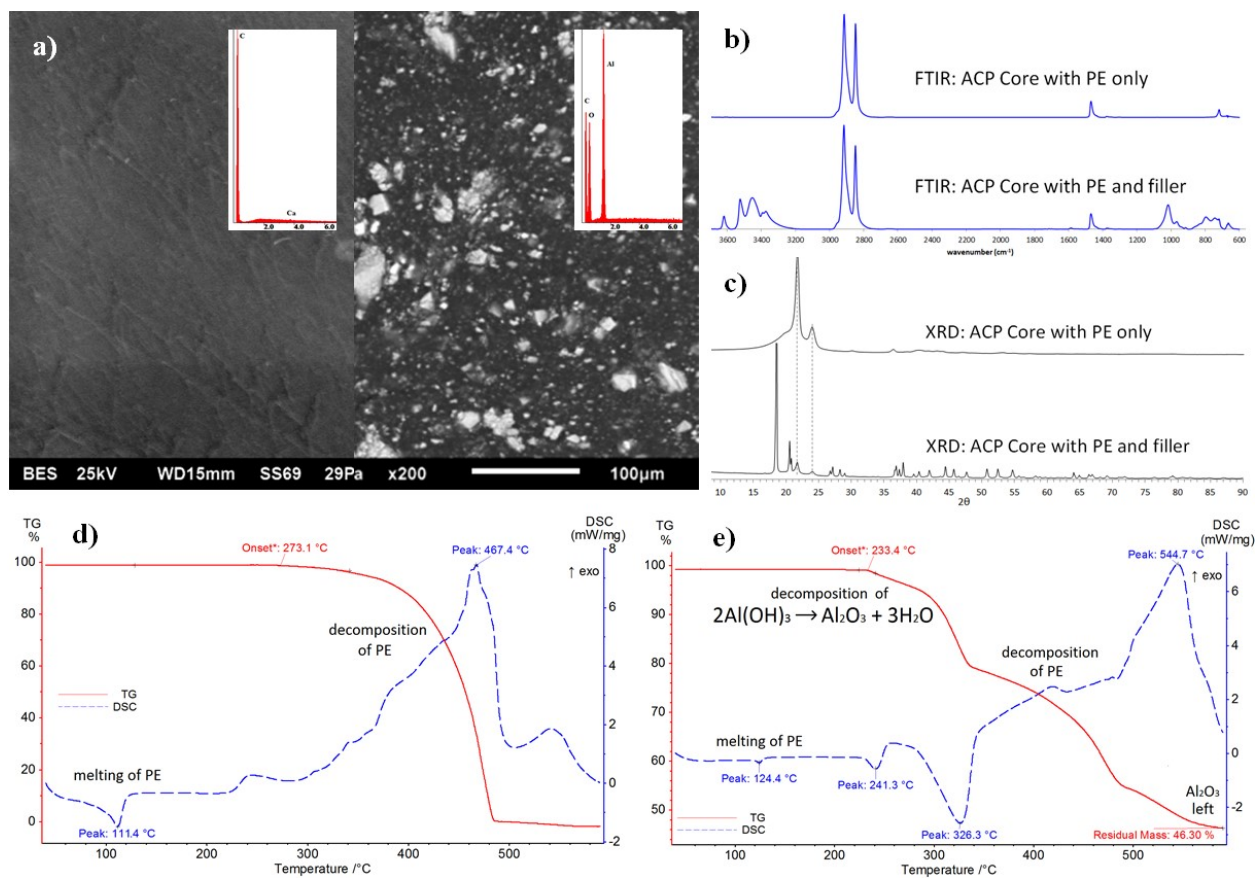 a)
C
Ca
2.0 4.0 6.0
C
O
Al
2.0 4.0 6.0
BES 25kV WD15mm SS69 29Pa x200 100µm
b)
FTIR: ACP Core with PE only
FTIR: ACP Core with PE and filler
3600 3400 3200 3000 2800 2600 2400 2200 2000 1800 1600 1400 1200 1000 800 600
wavenumber [cm⁻¹]
c)
XRD: ACP Core with PE only
XRD: ACP Core with PE and filler
10 15 20 25 30 35 40 45 50 55 60 65 70 75 80 85 90
2θ
d)
TG
%
DSC
(mW/mg)
↑ exo
Onset*: 273.1 °C
Peak: 467.4 °C
decomposition
of PE
TG
DSC
melting of PE
Peak: 111.4 °C
100
80
60
40
20
0
8
6
4
2
0
-2
100 200 300 400 500
Temperature /°C
e)
TG
%
DSC
(mW/mg)
↑ exo
Onset*: 233.4 °C
Peak: 544.7 °C
decomposition of
2Al(OH)₃ → Al₂O₃ + 3H₂O
decomposition
of PE
melting of PE
Peak: 124.4 °C
Peak: 241.3 °C
Peak: 326.3 °C
Al₂O₃
left
Residual Mass: 46.30 %
TG
DSC
100
90
80
70
60
50
6
4
2
0
-2
100 200 300 400 500
Temperature /°C